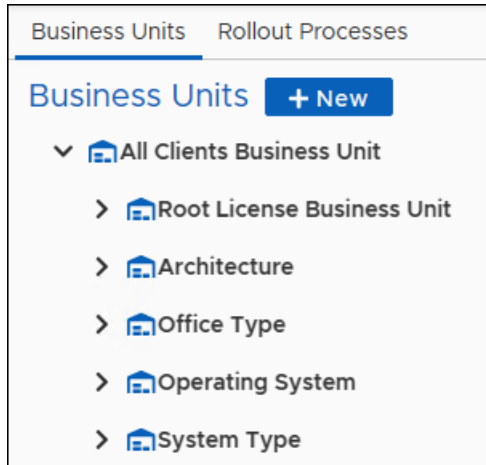 Business Units Rollout Processes
Business Units + New
All Clients Business Unit
Root License Business Unit
Architecture
Office Type
Operating System
System Type